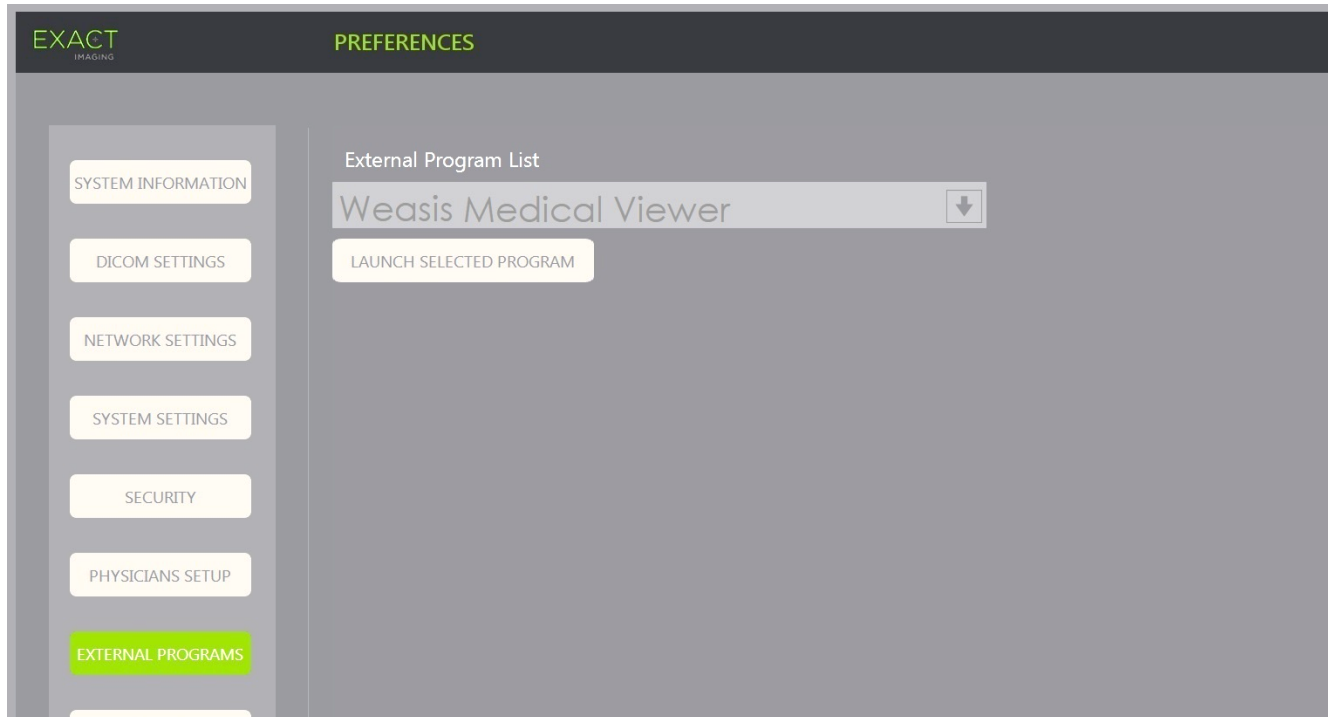 EXACT
IMAGING
PREFERENCES
SYSTEM INFORMATION
DICOM SETTINGS
NETWORK SETTINGS
SYSTEM SETTINGS
SECURITY
PHYSICIANS SETUP
EXTERNAL PROGRAMS
External Program List
Weasis Medical Viewer
LAUNCH SELECTED PROGRAM